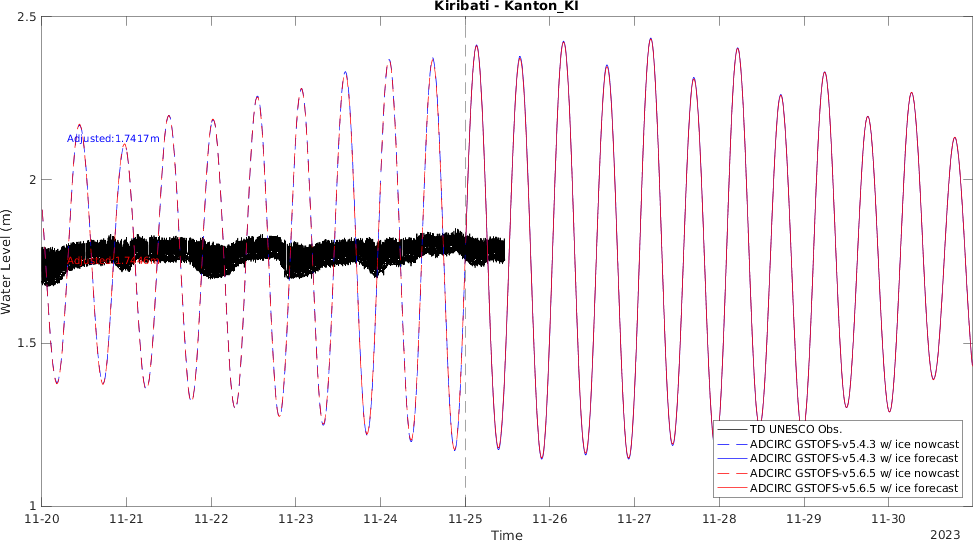 Kiribati - Kanton_KI
2.5
2
1.5
1
Water Level (m)
Adjusted:1.7417m
11-20
11-21
11-22
11-23
11-24
11-25
11-26
11-27
11-28
11-29
11-30
Time
2023
TD UNESCO Obs.
ADCIRC GSTOFS-v5.4.3 w/ ice nowcast
ADCIRC GSTOFS-v5.4.3 w/ ice forecast
ADCIRC GSTOFS-v5.6.5 w/ ice nowcast
ADCIRC GSTOFS-v5.6.5 w/ ice forecast